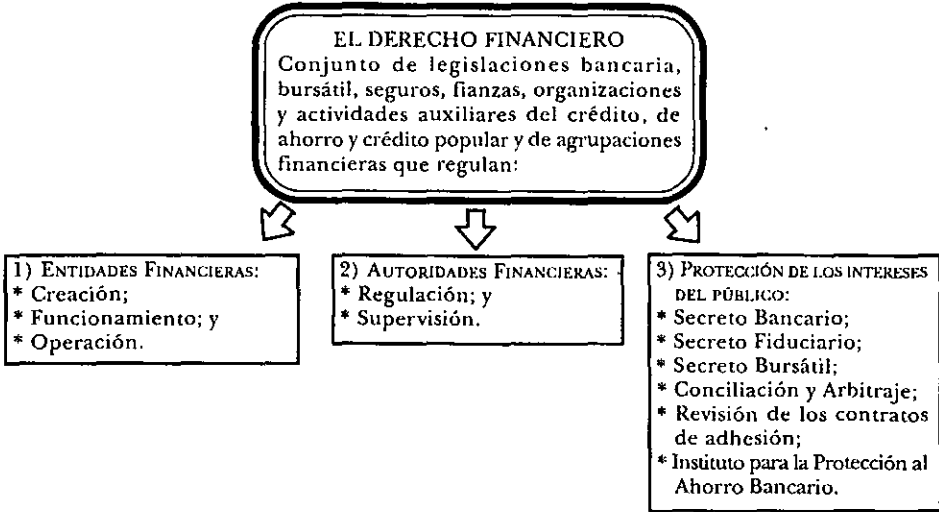 EL DERECHO FINANCIERO
Conjunto de legislaciones bancaria,
bursátil, seguros, fianzas, organizaciones
y actividades auxiliares del crédito, de
ahorro y crédito popular y de agrupaciones
financieras que regulan:
1) ENTIDADES FINANCIERAS:
* Creación;
* Funcionamiento; y
* Operación.
2) AUTORIDADES FINANCIERAS:
* Regulación; y
* Supervisión.
3) PROTECCIÓN DE LOS INTERESES
DEL PÚBLICO:
* Secreto Bancario;
* Secreto Fiduciario;
* Secreto Bursátil;
* Conciliación y Arbitraje;
* Revisión de los contratos
de adhesión;
* Instituto para la Protección al
Ahorro Bancario.